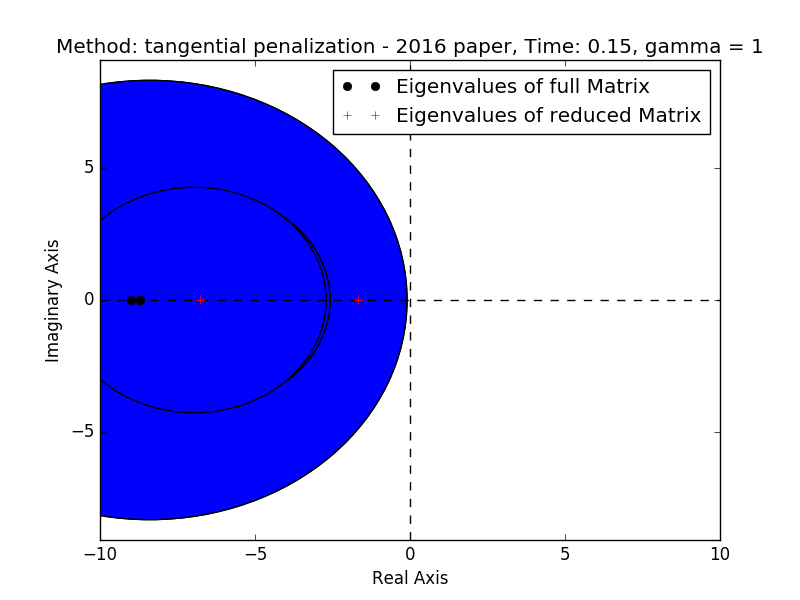 Method: tangential penalization - 2016 paper, Time: 0.15, gamma = 1
Eigenvalues of full Matrix
Eigenvalues of reduced Matrix
5
0
−5
Imaginary Axis
−10 −5 0 5 10
Real Axis